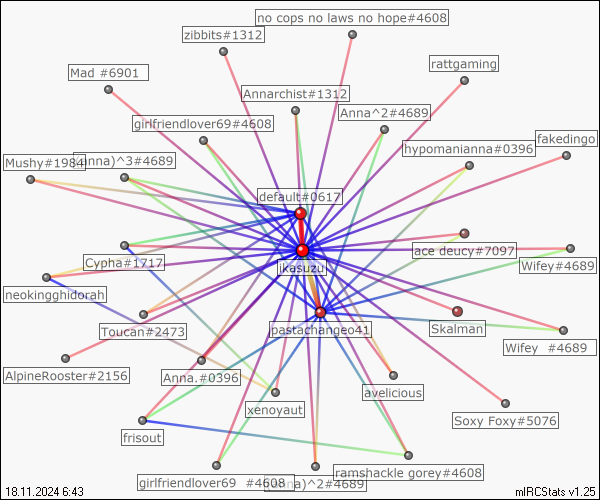 no cops no laws no hope#4608
zibbits#1312
rattgaming
Mad #6901
Annarchist#1312
Anna^2#4689
girlfriendlover69#4608
fakedingo
hypomanianna#0396
Mushy#1984
anna)^3#4689
default#0617
ace deucy#7097
Cypha#1717
Wifey#4689
ikasuzu
neokingghidorah
Toucan#2473
pastachangeo41
Skalman
Wifey #4689
AlpineRooster#2156
Anna.#0396
avelicious
xenoyaut
Soxy Foxy#5076
frisout
ramshackle gorey#4608
girlfriendlover69 #4608
)^2#4689
18.11.2024 6:43
mIRCStats v1.25